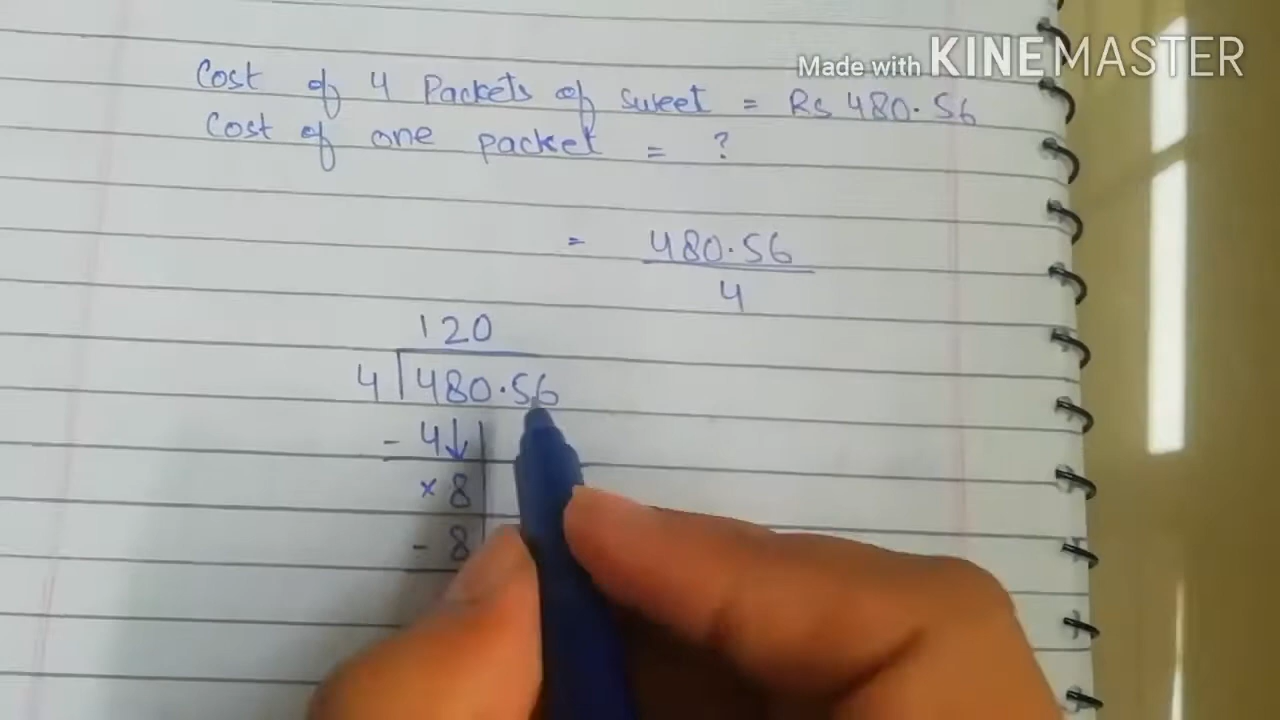 Made with KINEMASTER
Cost of 4 Packets of sweet = Rs 480.56
Cost of one packet = ?
= 480.56
4
120
4 480.56
- 4↓
× 8
- 8